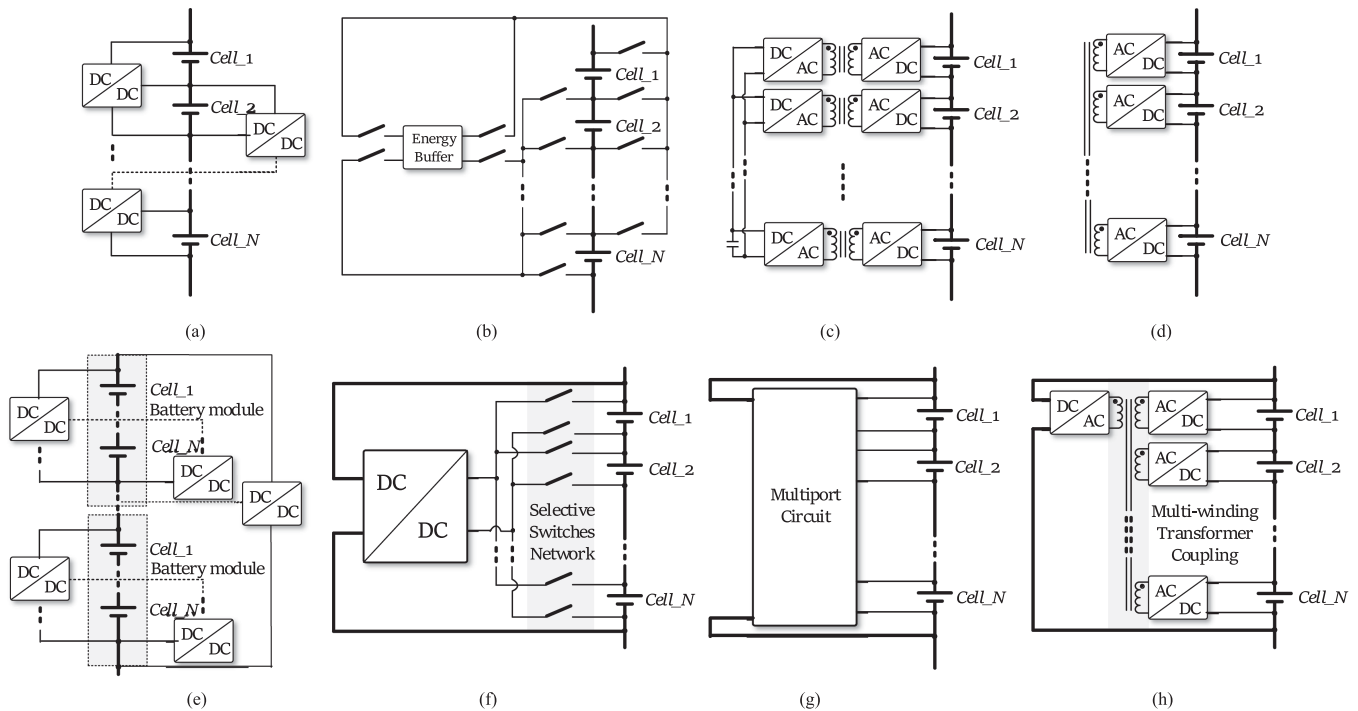 DC
DC
Cell_1
Cell_2
DC
DC
DC
DC
Cell_N
(a)
Energy
Buffer
Cell_1
Cell_2
Cell_N
(b)
DC
AC
AC
DC
Cell_1
DC
AC
AC
DC
Cell_2
DC
AC
AC
DC
Cell_N
(c)
AC
DC
Cell_1
AC
DC
Cell_2
AC
DC
Cell_N
(d)
DC
DC
Cell_1
Battery module
Cell_N
DC
DC
DC
DC
DC
DC
Cell_1
Battery module
Cell_N
DC
DC
(e)
DC
DC
Selective
Switches
Network
Cell_1
Cell_2
Cell_N
(f)
Multiport
Circuit
Cell_1
Cell_2
Cell_N
(g)
DC
AC
AC
DC
Cell_1
AC
DC
Cell_2
Multi-winding
Transformer
Coupling
AC
DC
Cell_N
(h)